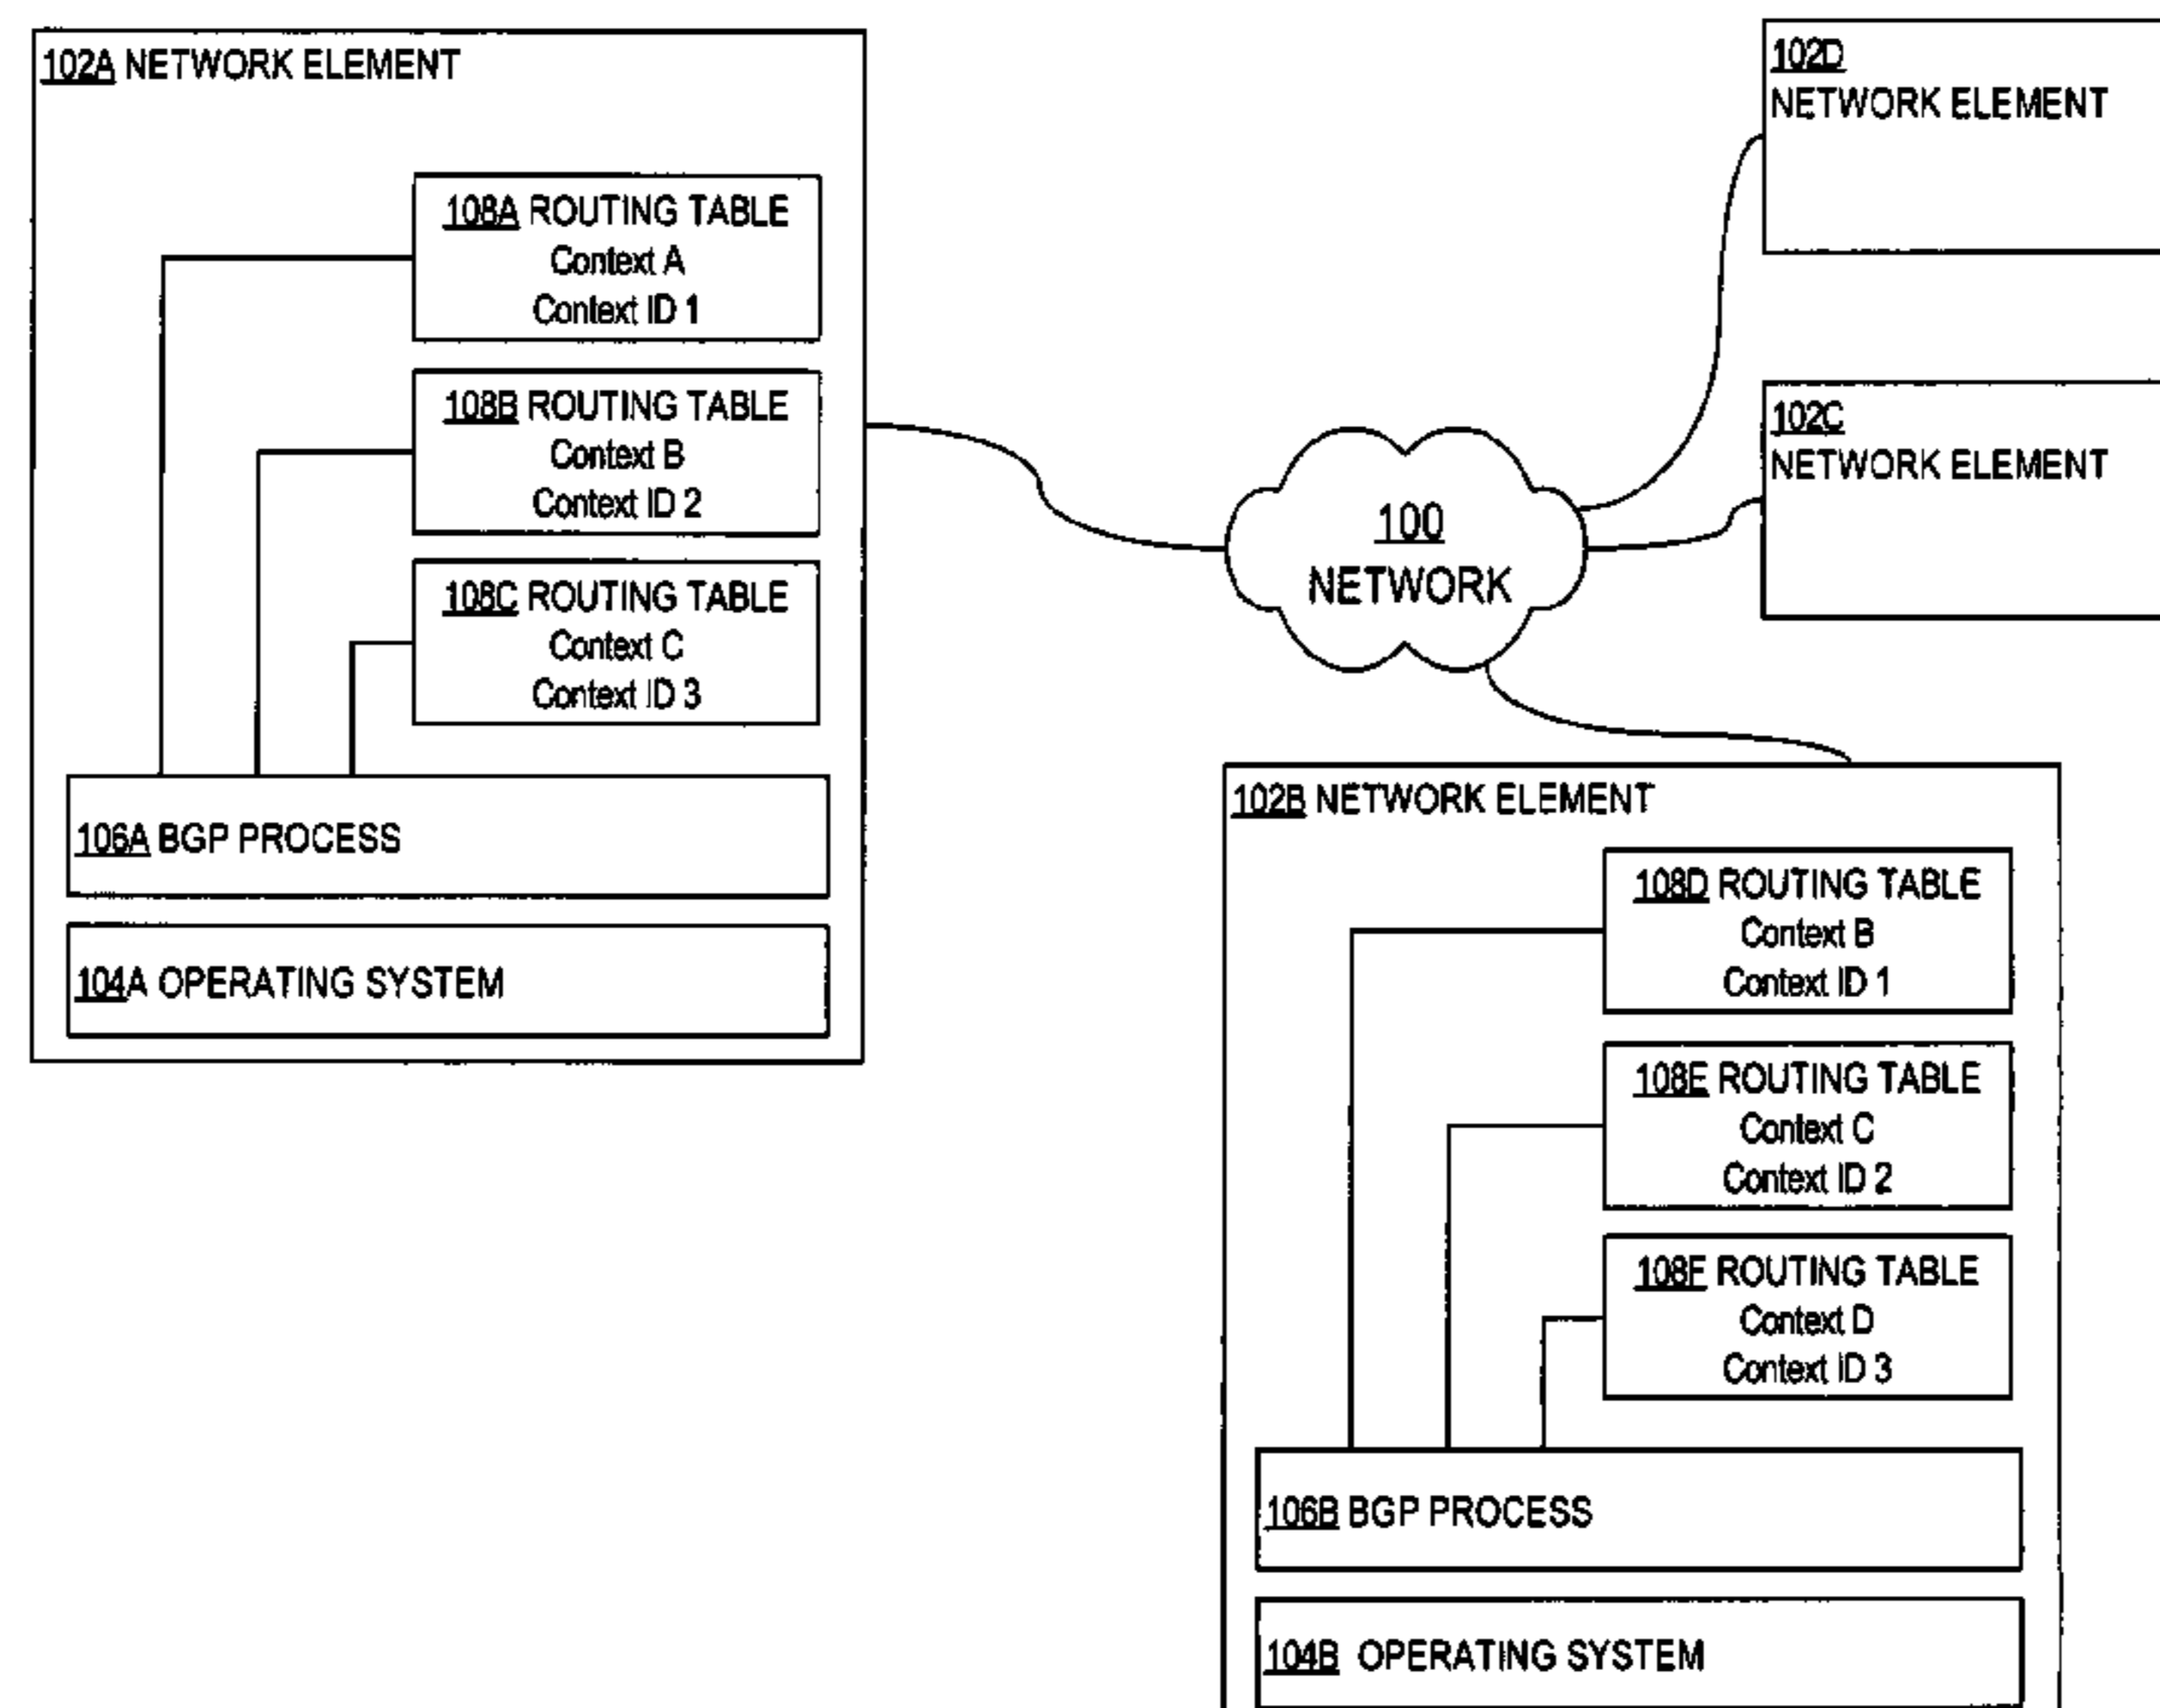 102A NETWORK ELEMENT
108A ROUTING TABLE
Context A
Context ID 1
108B ROUTING TABLE
Context B
Context ID 2
108C ROUTING TABLE
Context C
Context ID 3
106A BGP PROCESS
104A OPERATING SYSTEM
100
NETWORK
102D
NETWORK ELEMENT
102C
NETWORK ELEMENT
102B NETWORK ELEMENT
108D ROUTING TABLE
Context B
Context ID 1
108E ROUTING TABLE
Context C
Context ID 2
108F ROUTING TABLE
Context D
Context ID 3
106B BGP PROCESS
104B OPERATING SYSTEM